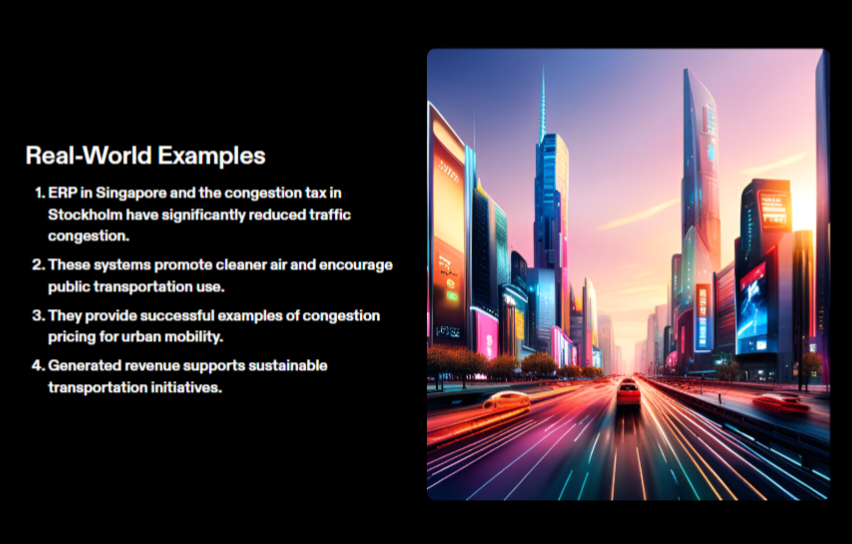 Real-World Examples
1. ERP in Singapore and the congestion tax in
Stockholm have significantly reduced traffic
congestion.
2. These systems promote cleaner air and encourage
public transportation use.
3. They provide successful examples of congestion
pricing for urban mobility.
4. Generated revenue supports sustainable
transportation initiatives.